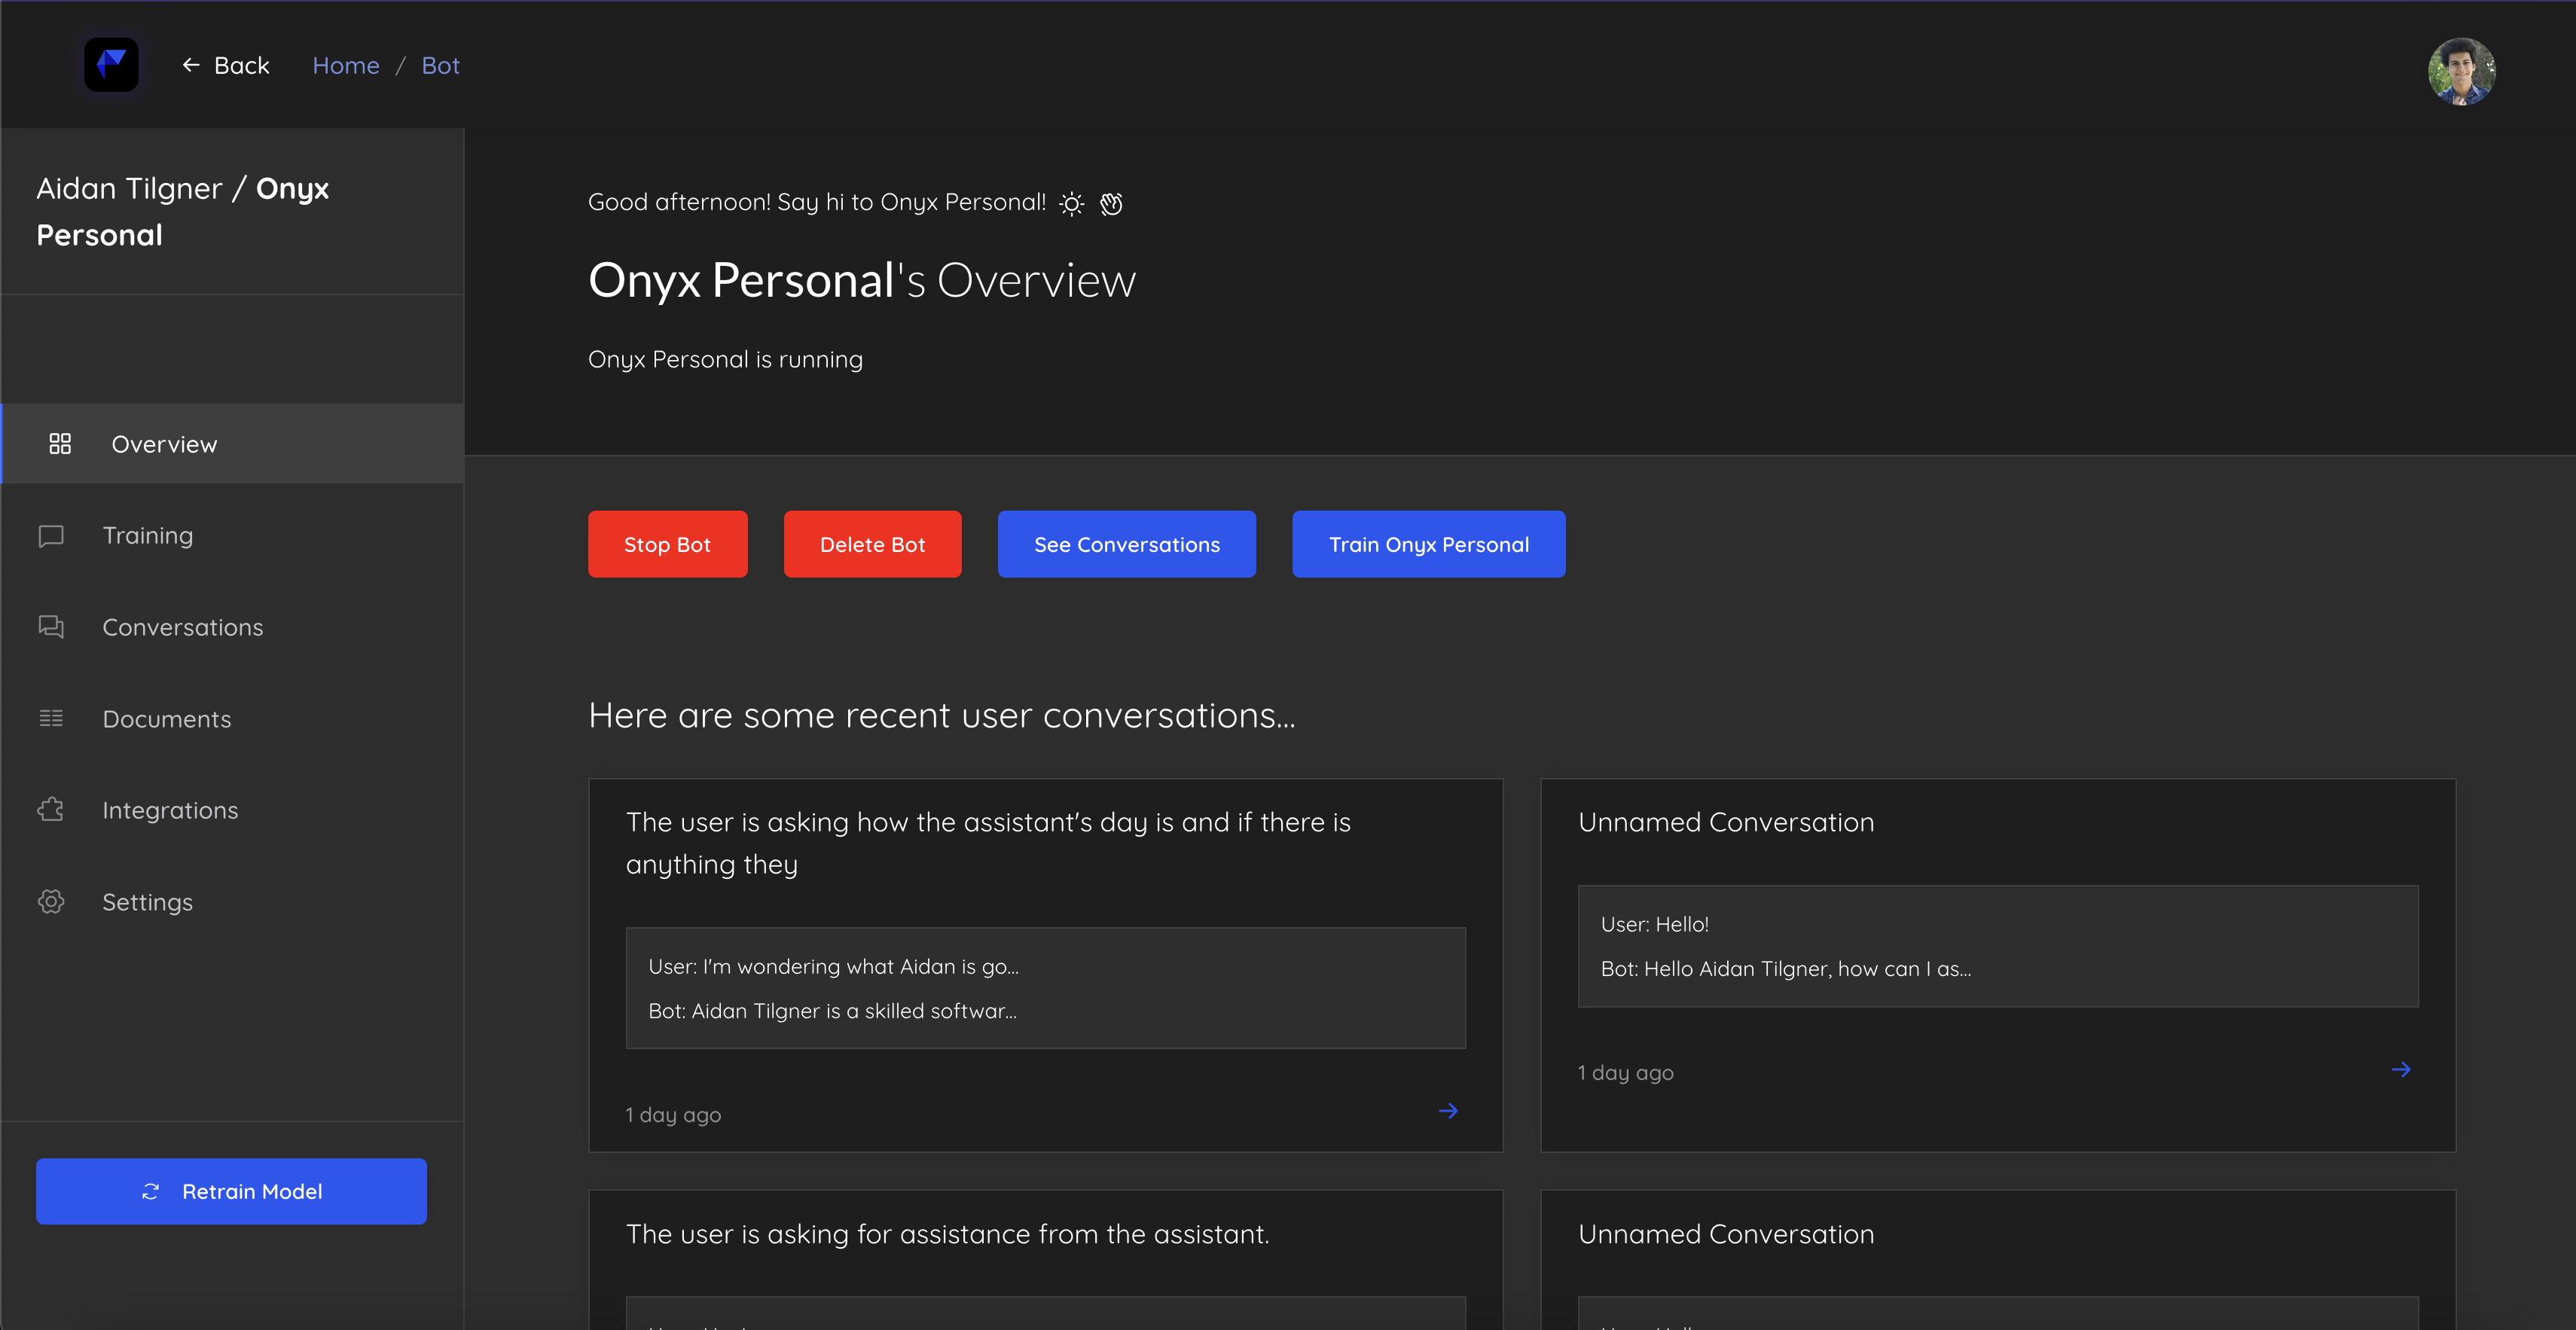 Back
Home / Bot
Aidan Tilgner / Onyx
Personal
Overview
Training
Conversations
Documents
Integrations
Settings
Retrain Model
Good afternoon! Say hi to Onyx Personal!
Onyx Personal's Overview
Onyx Personal is running
Stop Bot
Delete Bot
See Conversations
Train Onyx Personal
Here are some recent user conversations...
The user is asking how the assistant's day is and if there is
anything they
User: I'm wondering what Aidan is go...
Bot: Aidan Tilgner is a skilled softwar...
1 day ago
Unnamed Conversation
User: Hello!
Bot: Hello Aidan Tilgner, how can I as...
1 day ago
The user is asking for assistance from the assistant.
Unnamed Conversation